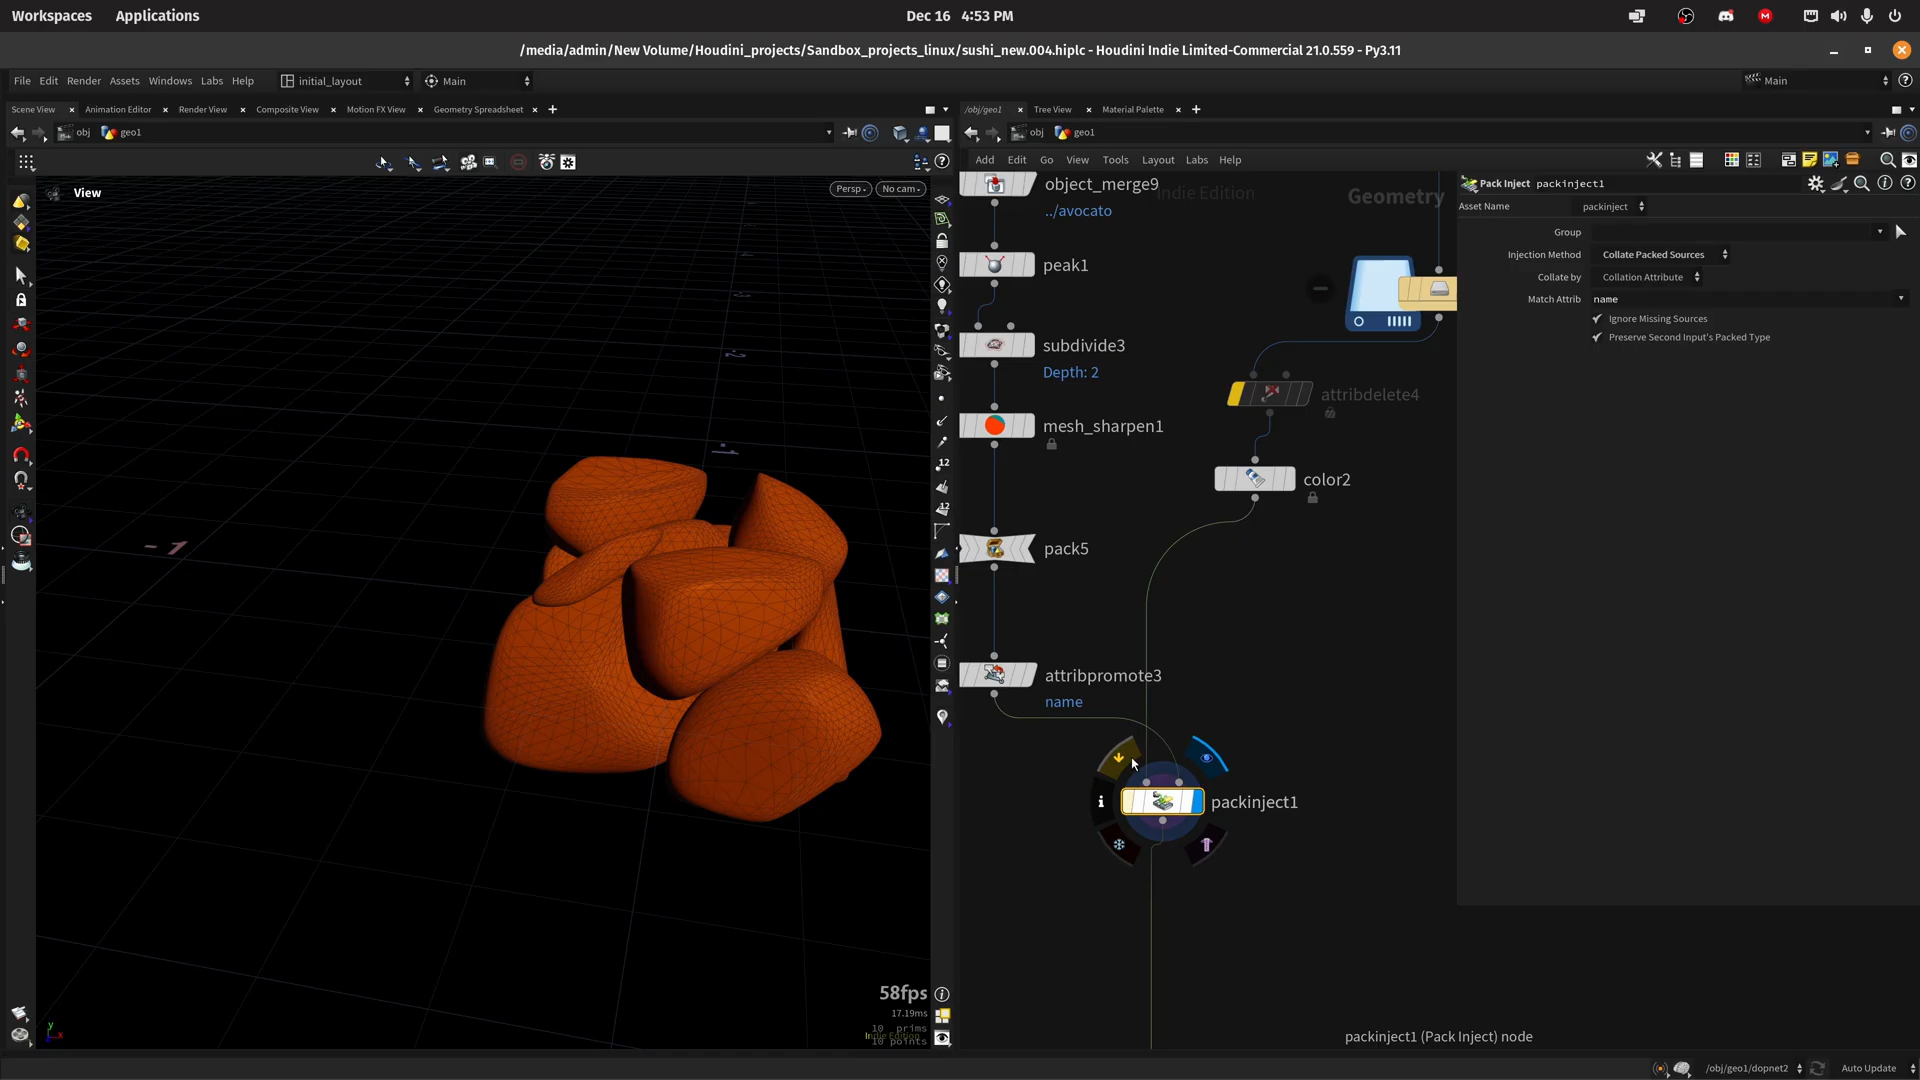 Workspaces Applications Dec 16 4:53 PM
/media/admin/New Volume/Houdini_projects/Sandbox_projects_linux/sushi_new.004.hiplc - Houdini Indie Limited-Commercial 21.0.559 - Py3.11
File Edit Render Assets Windows Labs Help initial_layout Main Main
Scene View Animation Editor Render View Composite View Motion FX View Geometry Spreadsheet
obj geo1
View
Persp No cam
58fps
17.19ms
10 prims
10 points
Indie Edition
/obj/geo1 Tree View Material Palette
obj geo1
Add Edit Go View Tools Layout Labs Help
Indie Edition
Geometry
object_merge9
../avocato
peak1
subdivide3
Depth: 2
mesh_sharpen1
pack5
attribpromote3
name
attribdelete4
color2
packinject1
packinject1 (Pack Inject) node
Pack Inject packinject1
Asset Name packinject
Group
Injection Method Collate Packed Sources
Collate by Collation Attribute
Match Attrib name
Ignore Missing Sources
Preserve Second Input's Packed Type
/obj/geo1/dopnet2 Auto Update